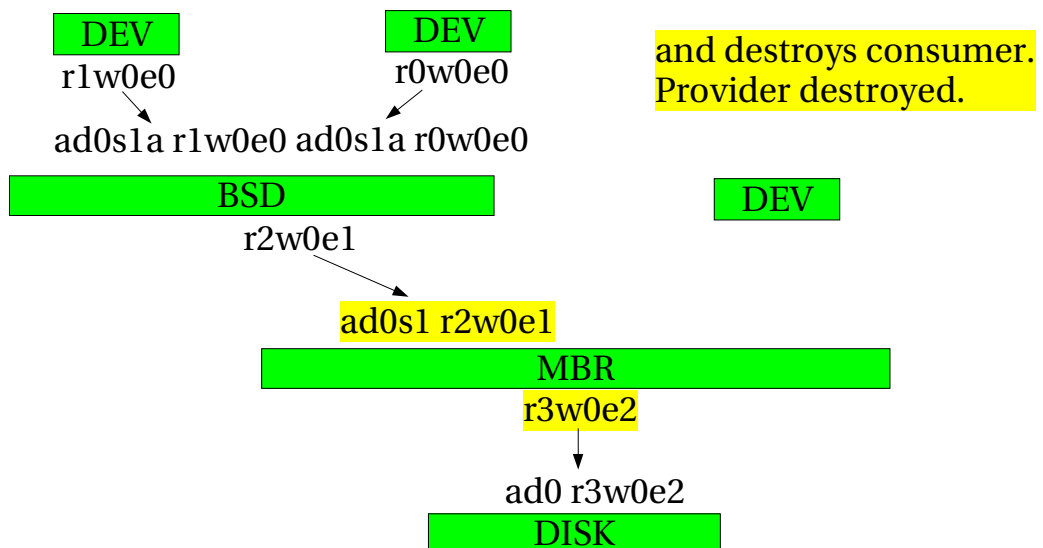 DEV
DEV
and destroys consumer.
Provider destroyed.
r1w0e0
r0w0e0
ad0s1a r1w0e0
ad0s1a r0w0e0
BSD
DEV
r2w0e1
ad0s1 r2w0e1
MBR
r3w0e2
ad0 r3w0e2
DISK